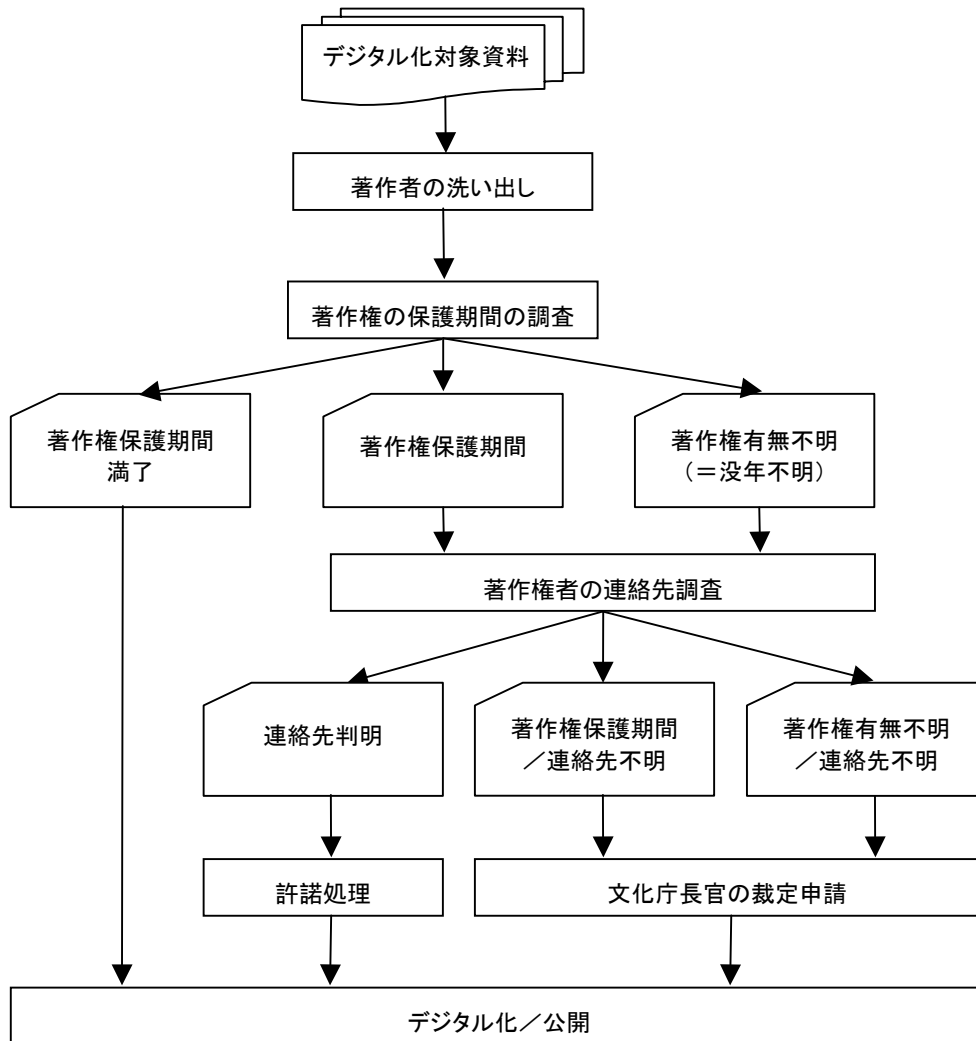 デジタル化対象資料
著作者の洗い出し
著作権の保護期間の調査
著作権保護期間
満了
著作権保護期間
著作権有無不明
（＝没年不明）
著作権者の連絡先調査
連絡先判明
著作権保護期間
／連絡先不明
著作権有無不明
／連絡先不明
許諾処理
文化庁長官の裁定申請
デジタル化／公開